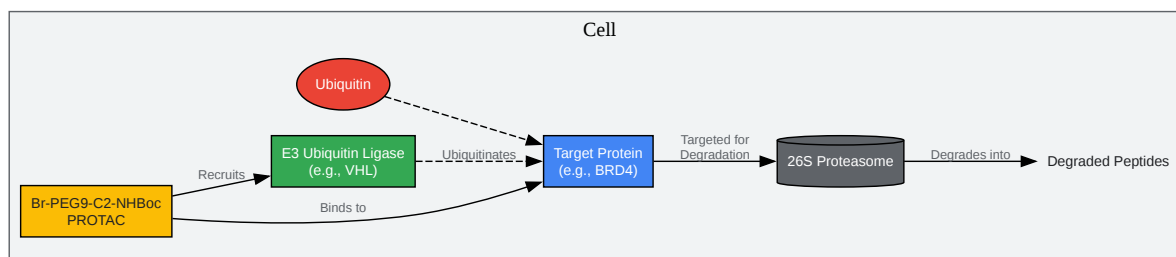 Cell
Ubiquitin
E3 Ubiquitin Ligase
(e.g., VHL)
Ubiquitinates
Target Protein
(e.g., BRD4)
Targeted for
Degradation
26S Proteasome
Degrades into
Degraded Peptides
Recruits
Br-PEG9-C2-NHBoc
PROTAC
Binds to